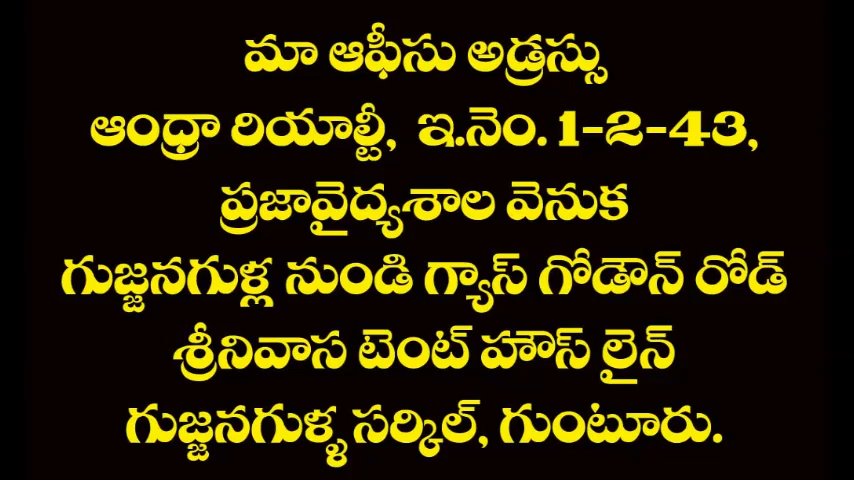 మా ఆఫీసు అడ్రస్సు
ఆంధ్రా రియాల్టీ, ఇ.నెం. 1-2-43,
ప్రజావైద్యశాల వెనుక
గుజ్జనగుళ్ల నుండి గ్యాస్ గోడౌన్ రోడ్
శ్రీనివాస టెంట్ హౌస్ లైన్
గుజ్జనగుళ్ళ సర్కిల్, గుంటూరు.